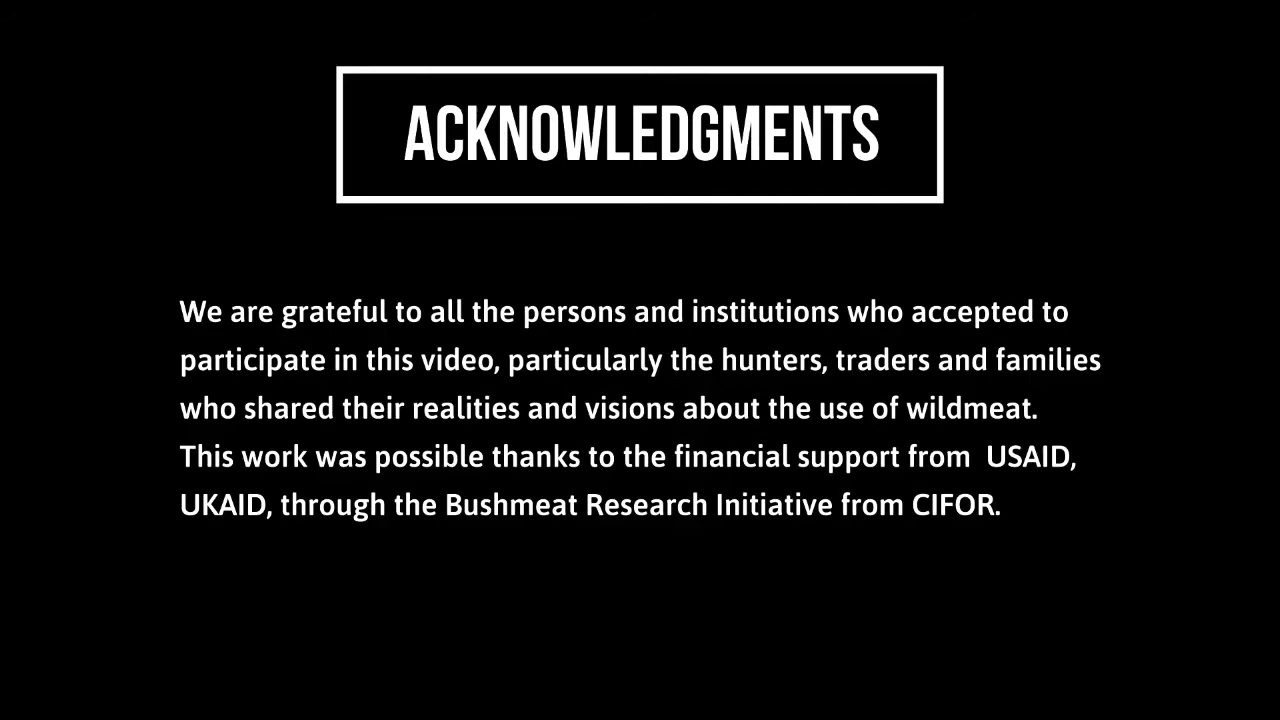 ACKNOWLEDGMENTS
We are grateful to all the persons and institutions who accepted to
participate in this video, particularly the hunters, traders and families
who shared their realities and visions about the use of wildmeat.
This work was possible thanks to the financial support from  USAID,
UKAID, through the Bushmeat Research Initiative from CIFOR.